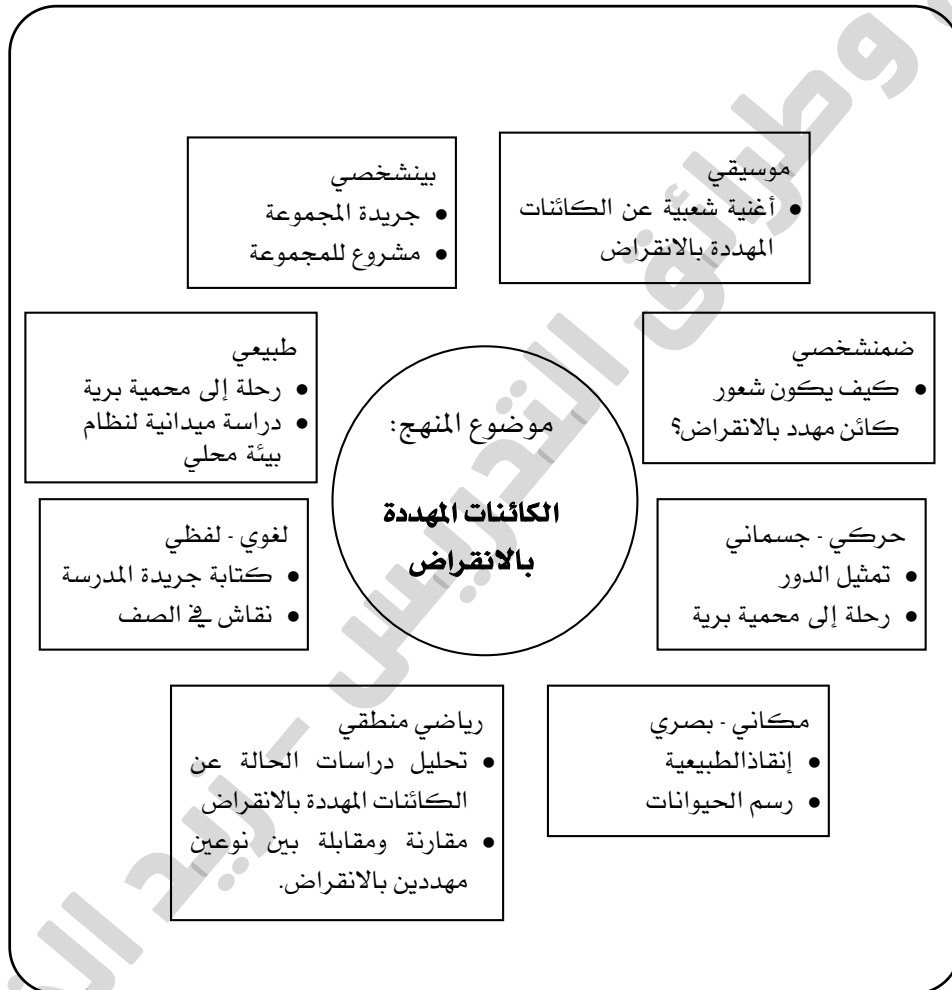 موسيقي
• أغنية شعبية عن الكائنات
المهددة بالانقراض
بينشخصي
• جريدة المجموعة
• مشروع للمجموعة
ضمنشخصي
• كيف يكون شعور
كائن مهدد بالانقراض؟
موضوع المنهج:
الكائنات المهددة
بالانقراض
طبيعي
• رحلة إلى محمية برية
• دراسة ميدانية لنظام
بيئة محلي
حركي - جسماني
• تمثيل الدور
• رحلة إلى محمية برية
لغوي - لفظي
• كتابة جريدة المدرسة
• نقاش في الصف
مكاني - بصري
• إنقاذالطبيعية
• رسم الحيوانات
رياضي منطقي
• تحليل دراسات الحالة عن
الكائنات المهددة بالانقراض
• مقارنة ومقابلة بين نوعين
مهددين بالانقراض.
وطرائق التدريس -